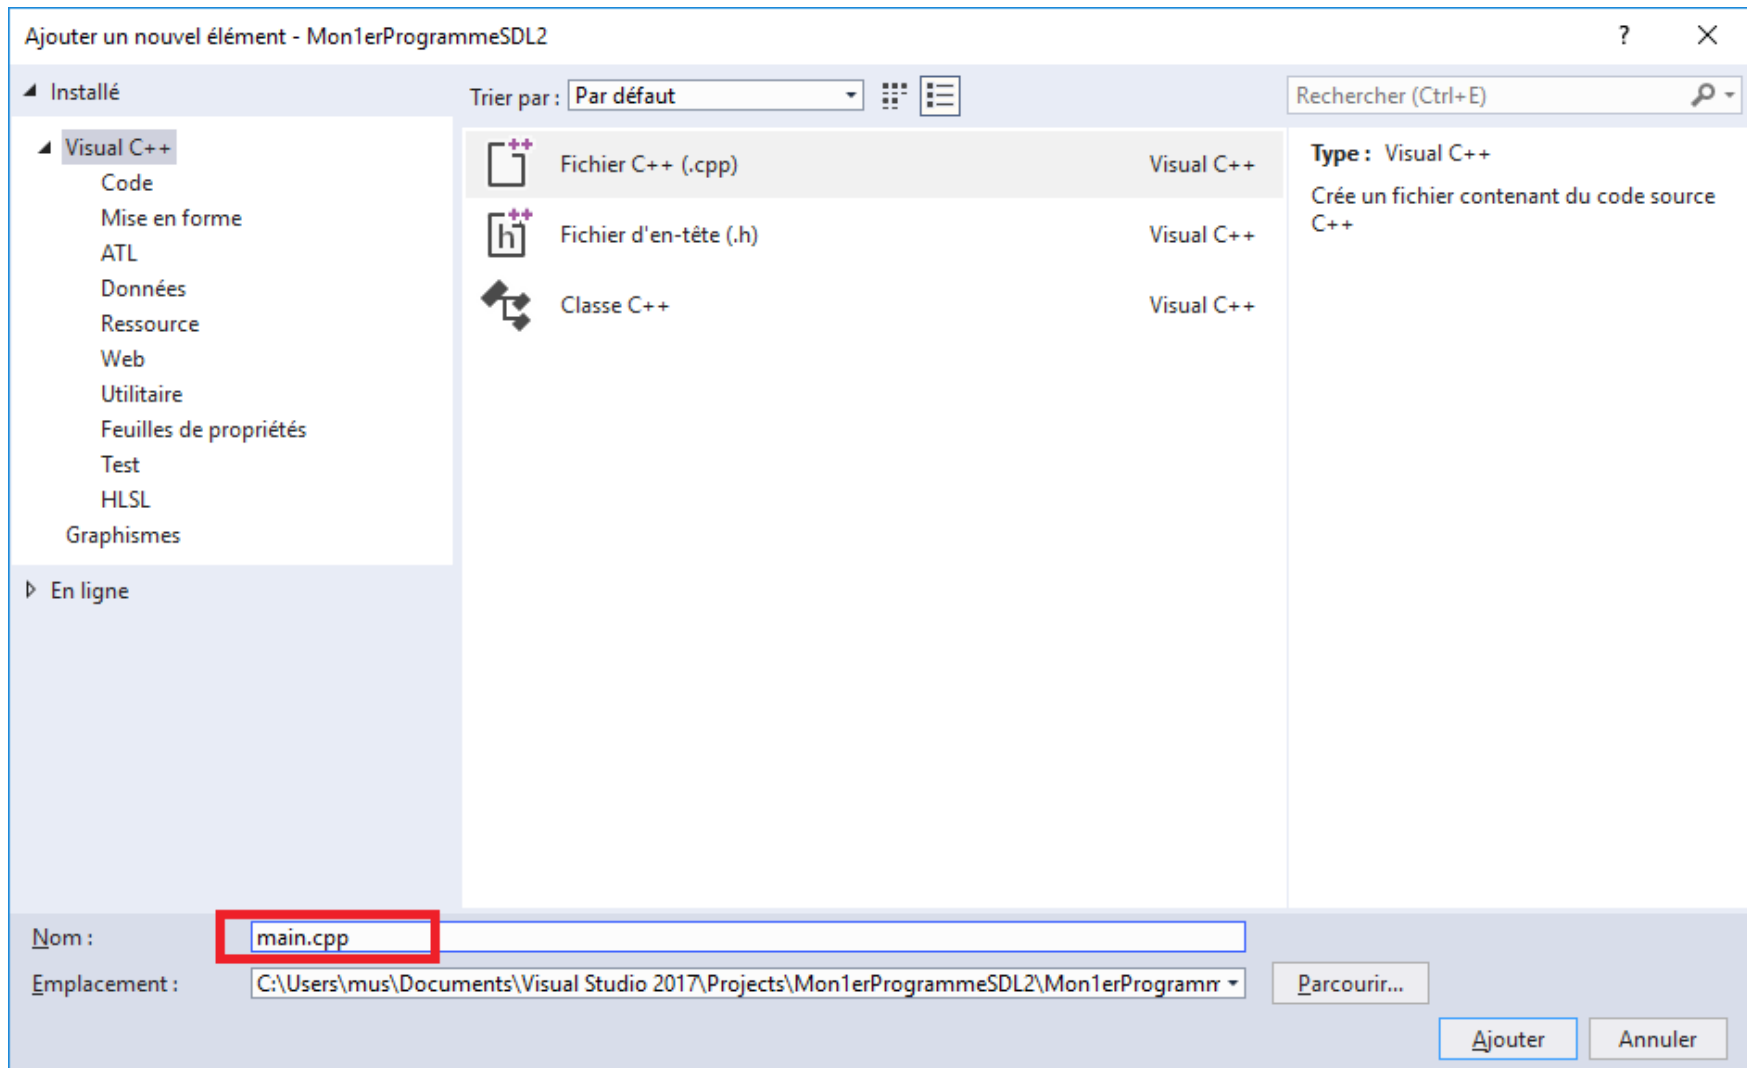 Ajouter un nouvel élément - Mon1erProgrammeSDL2
?
Installé
Trier par : Par défaut
Rechercher (Ctrl+E)
Visual C++
Code
Mise en forme
ATL
Données
Ressource
Web
Utilitaire
Feuilles de propriétés
Test
HLSL
Graphismes
En ligne
Fichier C++ (.cpp) Visual C++
Fichier d'en-tête (.h) Visual C++
Classe C++ Visual C++
Type : Visual C++
Crée un fichier contenant du code source
C++
Nom : main.cpp
Emplacement : C:\Users\mus\Documents\Visual Studio 2017\Projects\Mon1erProgrammeSDL2\Mon1erProgramm
Parcourir...
Ajouter Annuler